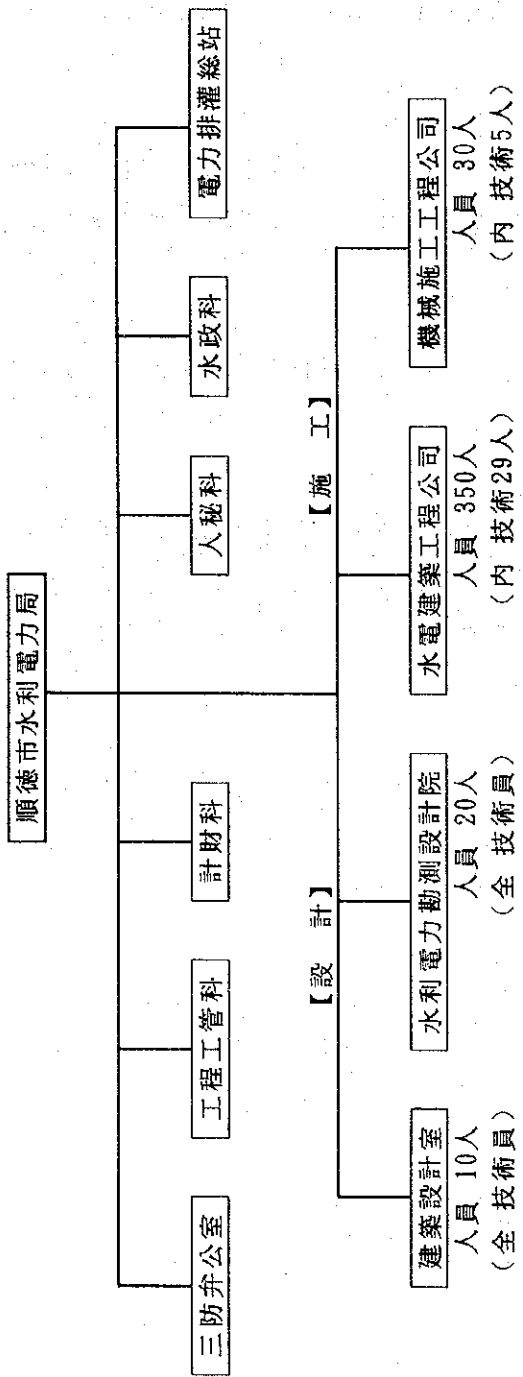 順徳市水利電力局
三防弁公室
工程工管科
計財科
人秘科
水政科
電力排灌総站
【設 計】
【施 工】
建築設計室
人員 10人
(全 技術員)
水利電力勘測設計院
人員 20人
(全 技術員)
水電建築工程公司
人員 350人
(内 技術29人)
機械施工工程公司
人員 30人
(内 技術5人)